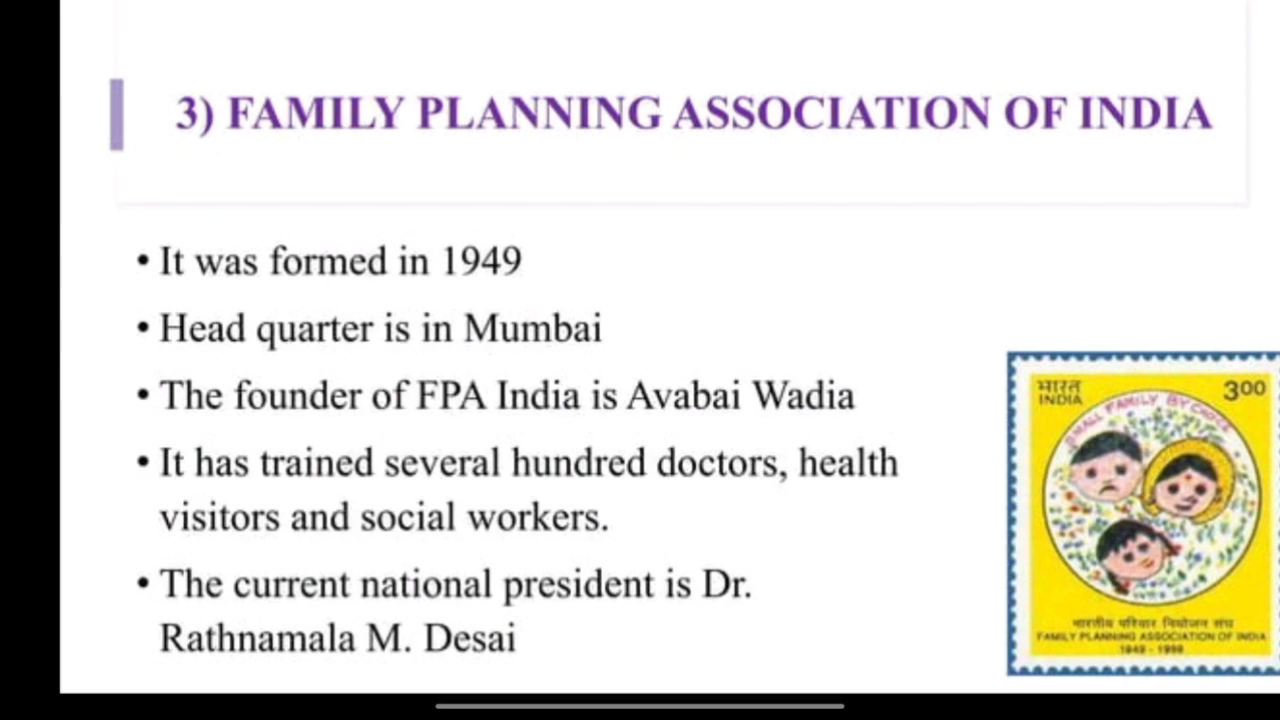 3) FAMILY PLANNING ASSOCIATION OF INDIA
• It was formed in 1949
• Head quarter is in Mumbai
• The founder of FPA India is Avabai Wadia
• It has trained several hundred doctors, health
visitors and social workers.
• The current national president is Dr.
Rathnamala M. Desai
भारत 3.00
INDIA
SMALL FAMILY BY CHOICE
भारतीय परिवार नियोजन संघ
FAMILY PLANNING ASSOCIATION OF INDIA
1949 -